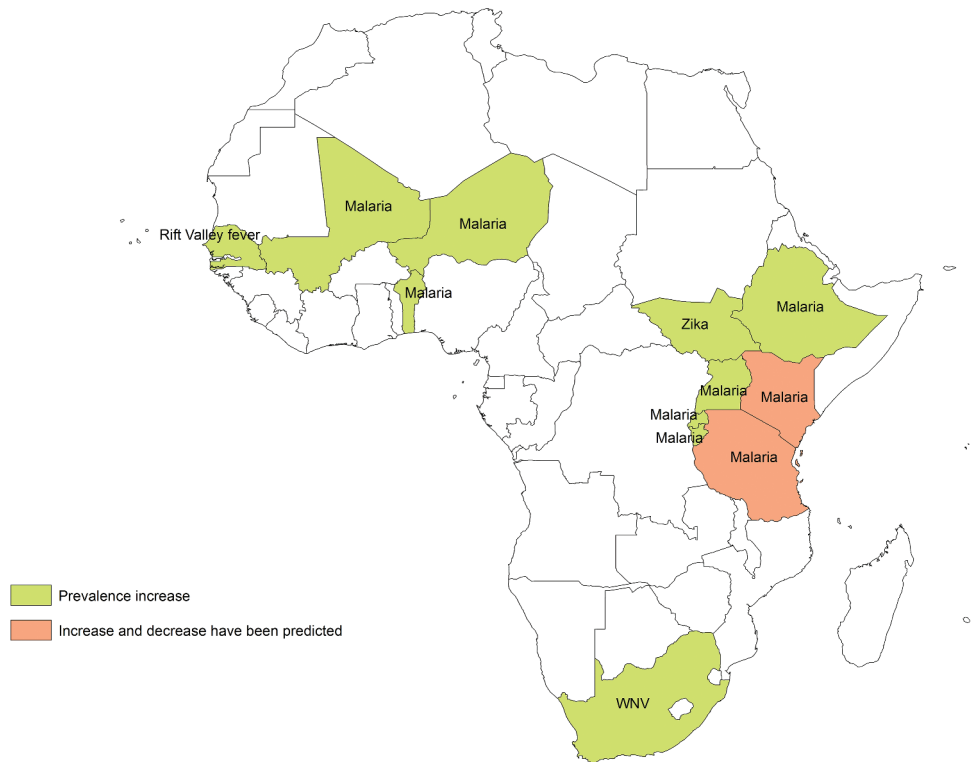 Malaria
Malaria
Rift Valley fever
Malaria
Malaria
Zika
Malaria
Malaria
Malaria
Malaria
Malaria
Prevalence increase
Increase and decrease have been predicted
WNV